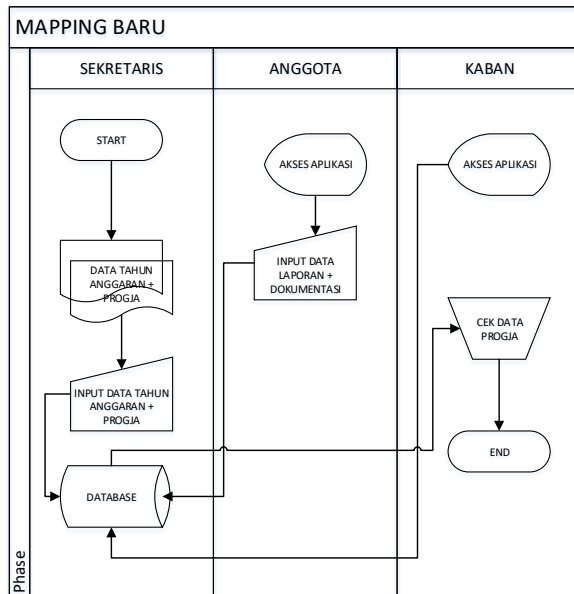 MAPPING BARU
SEKRETARIS
ANGGOTA
KABAN
START
AKSES APLIKASI
AKSES APLIKASI
DATA TAHUN
ANGGARAN +
PROGJA
INPUT DATA
LAPORAN +
DOKUMENTASI
CEK DATA
PROGJA
INPUT DATA TAHUN
ANGGARAN +
PROGJA
END
DATABASE
Phase